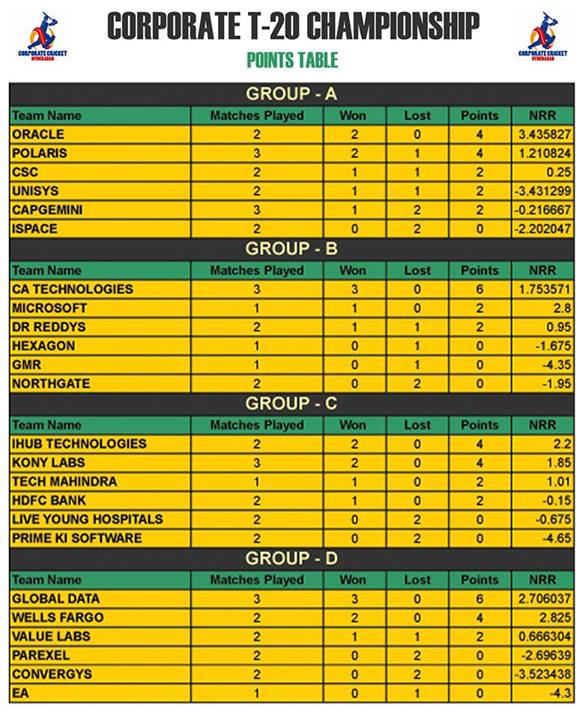 CORPORATE T-20 CHAMPIONSHIP
CORPORATE CRICKET
HYDERABAD
CORPORATE CRICKET
HYDERABAD
POINTS TABLE
GROUP - A
Team Name Matches Played Won Lost Points NRR
ORACLE 2 2 0 4 3.435827
POLARIS 3 2 1 4 1.210824
CSC 2 1 1 2 0.25
UNISYS 2 1 1 2 -3.431299
CAPGEMINI 3 1 2 2 -0.216667
ISPACE 2 0 2 0 -2.202047
GROUP - B
Team Name Matches Played Won Lost Points NRR
CA TECHNOLOGIES 3 3 0 6 1.753571
MICROSOFT 1 1 0 2 2.8
DR REDDYS 2 1 1 2 0.95
HEXAGON 1 0 1 0 -1.675
GMR 1 0 1 0 -4.35
NORTHGATE 2 0 2 0 -1.95
GROUP - C
Team Name Matches Played Won Lost Points NRR
IHUB TECHNOLOGIES 2 2 0 4 2.2
KONY LABS 3 2 0 4 1.85
TECH MAHINDRA 1 1 0 2 1.01
HDFC BANK 2 1 0 2 -0.15
LIVE YOUNG HOSPITALS 2 0 2 0 -0.675
PRIME KI SOFTWARE 2 0 2 0 -4.65
GROUP - D
Team Name Matches Played Won Lost Points NRR
GLOBAL DATA 3 3 0 6 2.706037
WELLS FARGO 2 2 0 4 2.825
VALUE LABS 2 1 1 2 0.666304
PAREXEL 2 0 2 0 -2.69639
CONVERGYS 2 0 2 0 -3.523438
EA 1 0 1 0 -4.3